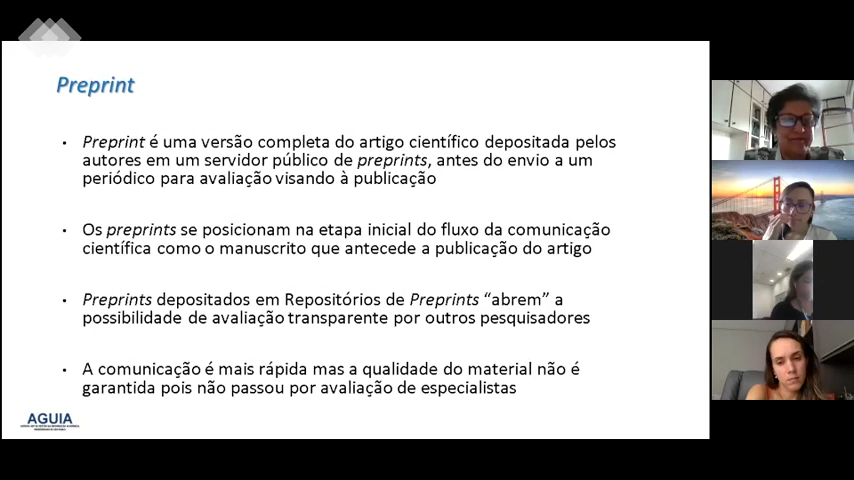 Preprint
• Preprint é uma versão completa do artigo científico depositada pelos
autores em um servidor público de preprints, antes do envio a um
periódico para avaliação visando à publicação
• Os preprints se posicionam na etapa inicial do fluxo da comunicação
científica como o manuscrito que antecede a publicação do artigo
• Preprints depositados em Repositórios de Preprints “abrem” a
possibilidade de avaliação transparente por outros pesquisadores
• A comunicação é mais rápida mas a qualidade do material não é
garantida pois não passou por avaliação de especialistas
AGUIA